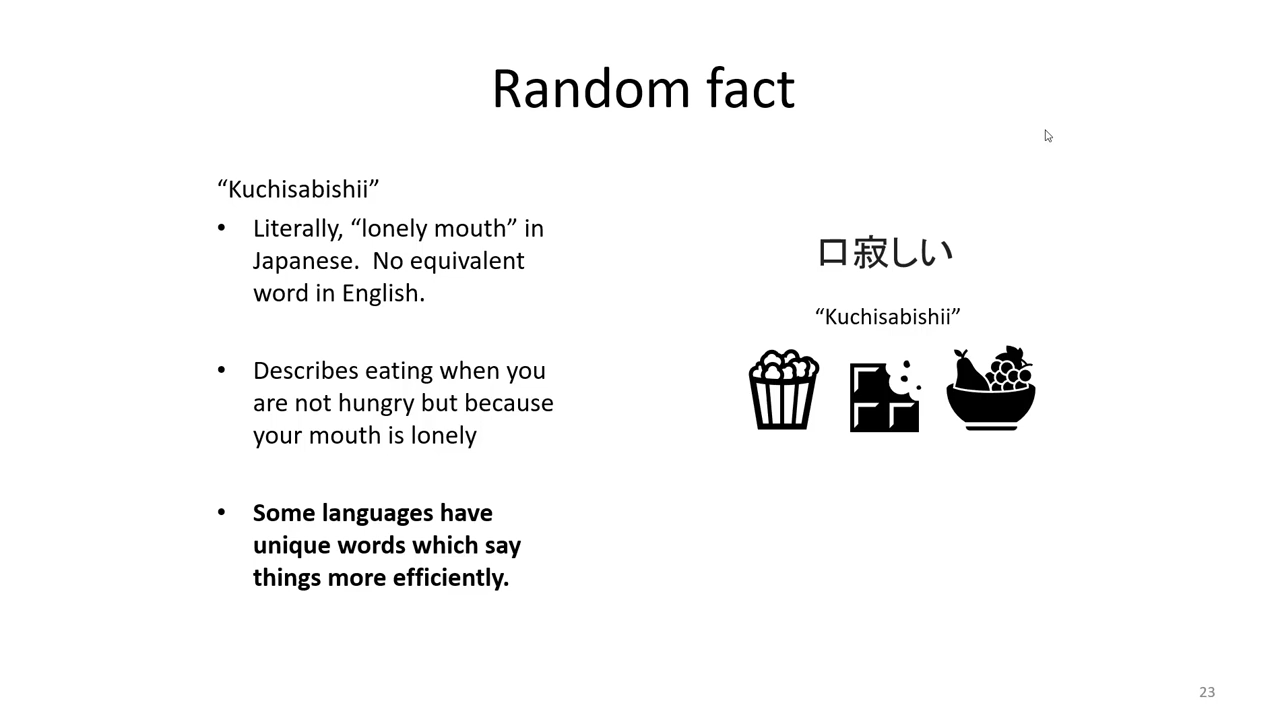 Random fact
“Kuchisabishii”
• Literally, “lonely mouth” in
Japanese.  No equivalent
word in English.
• Describes eating when you
are not hungry but because
your mouth is lonely
• Some languages have
unique words which say
things more efficiently.
口寂しい
“Kuchisabishii”
23